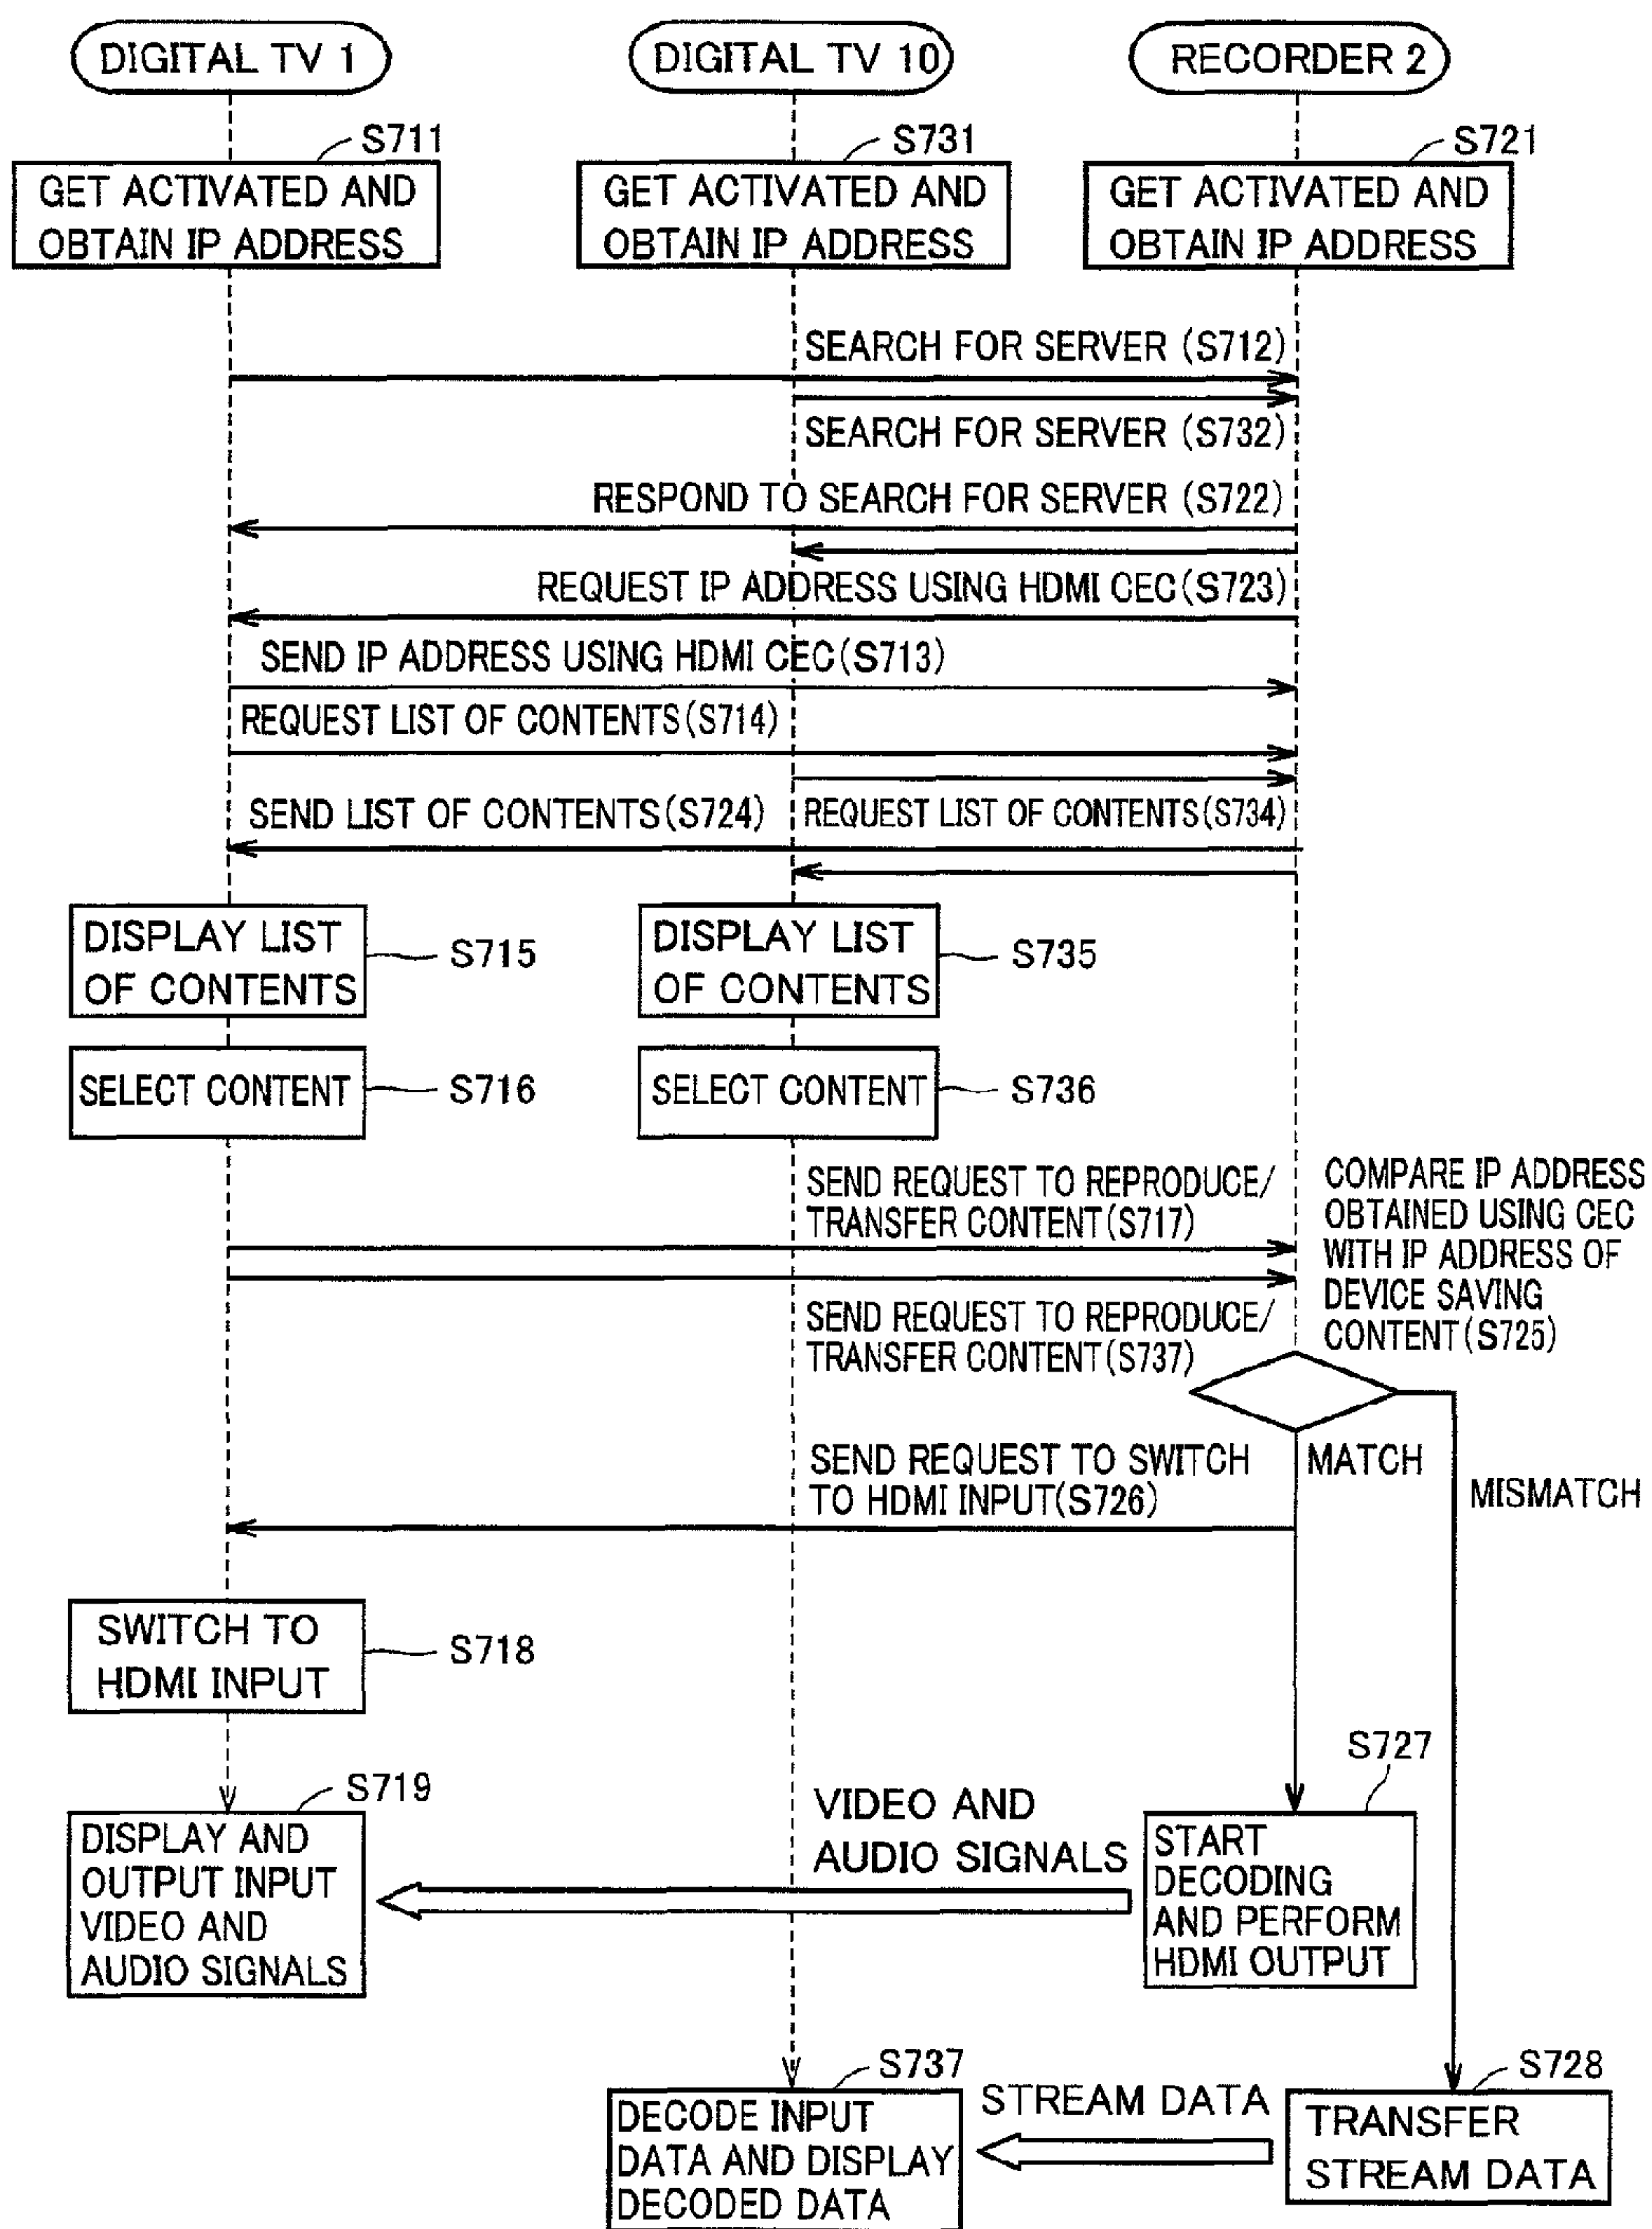 DIGITAL TV 1
DIGITAL TV 10
RECORDER 2
S711
S731
S721
GET ACTIVATED AND
OBTAIN IP ADDRESS
GET ACTIVATED AND
OBTAIN IP ADDRESS
GET ACTIVATED AND
OBTAIN IP ADDRESS
SEARCH FOR SERVER (S712)
SEARCH FOR SERVER (S732)
RESPOND TO SEARCH FOR SERVER (S722)
REQUEST IP ADDRESS USING HDMI CEC(S723)
SEND IP ADDRESS USING HDMI CEC(S713)
REQUEST LIST OF CONTENTS(S714)
SEND LIST OF CONTENTS(S724)
REQUEST LIST OF CONTENTS(S734)
DISPLAY LIST
OF CONTENTS
S715
DISPLAY LIST
OF CONTENTS
S735
SELECT CONTENT
S716
SELECT CONTENT
S736
SEND REQUEST TO REPRODUCE/
TRANSFER CONTENT(S717)
COMPARE IP ADDRESS
OBTAINED USING CEC
WITH IP ADDRESS OF
DEVICE SAVING
CONTENT(S725)
SEND REQUEST TO REPRODUCE/
TRANSFER CONTENT(S737)
SEND REQUEST TO SWITCH
TO HDMI INPUT(S726)
MATCH
MISMATCH
SWITCH TO
HDMI INPUT
S718
S727
S719
DISPLAY AND
OUTPUT INPUT
VIDEO AND
AUDIO SIGNALS
VIDEO AND
AUDIO SIGNALS
START
DECODING
AND PERFORM
HDMI OUTPUT
S737
S728
DECODE INPUT
DATA AND DISPLAY
DECODED DATA
STREAM DATA
TRANSFER
STREAM DATA